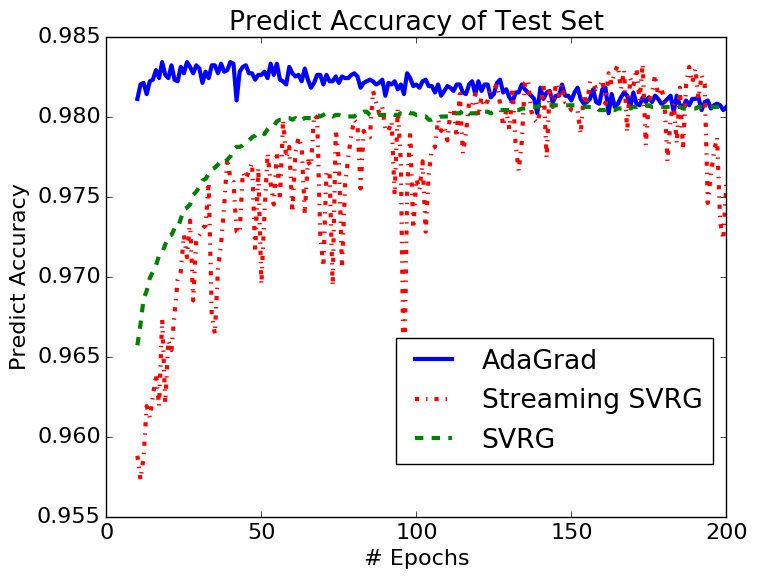 Predict Accuracy of Test Set
0.985
0.980
0.975
0.970
0.965
0.960
0.955
Predict Accuracy
AdaGrad
Streaming SVRG
SVRG
0 50 100 150 200
# Epochs